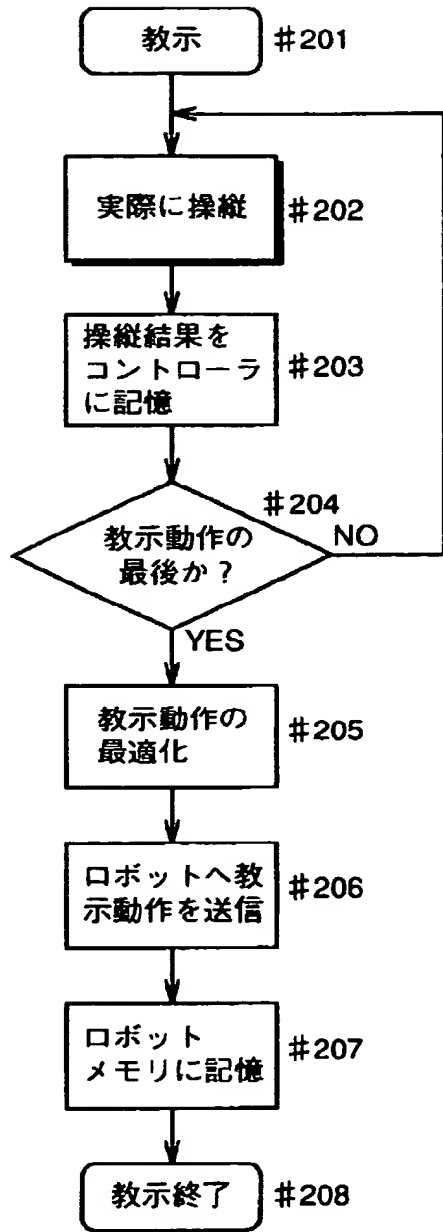 教示 #201
実際に操縦 #202
操縦結果を
コントローラ #203
に記憶
#204
教示動作の NO
最後か？
YES
教示動作の #205
最適化
ロボットへ教 #206
示動作を送信
ロボット #207
メモリに記憶
教示終了 #208